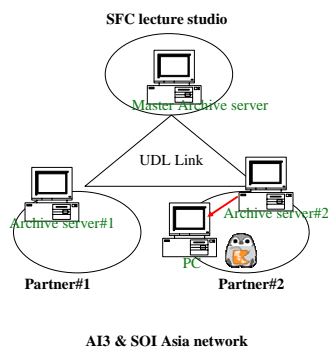 SFC lecture studio
Master Archive server
UDL Link
Archive server#1
Archive server#2
PC
Partner#1
Partner#2
AI3 & SOI Asia network